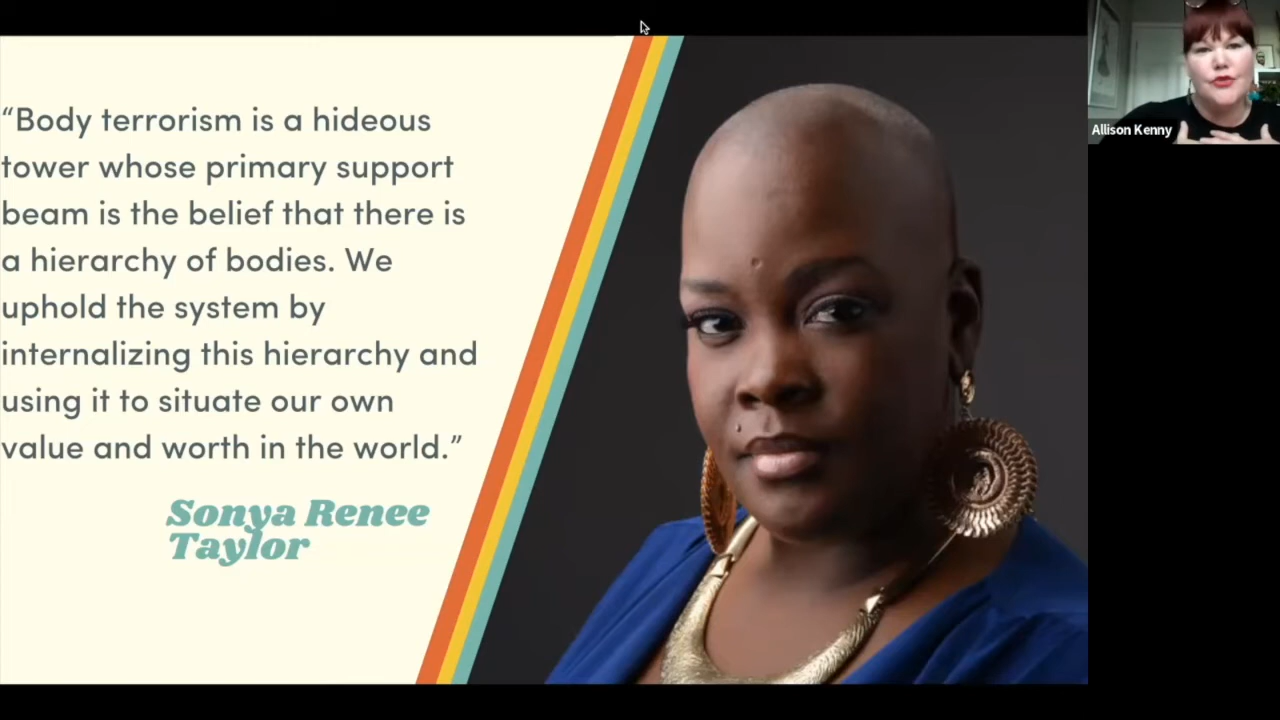 “Body terrorism is a hideous
tower whose primary support
beam is the belief that there is
a hierarchy of bodies. We
uphold the system by
internalizing this hierarchy and
using it to situate our own
value and worth in the world.”
Sonya Renee
Taylor
Allison Kenny